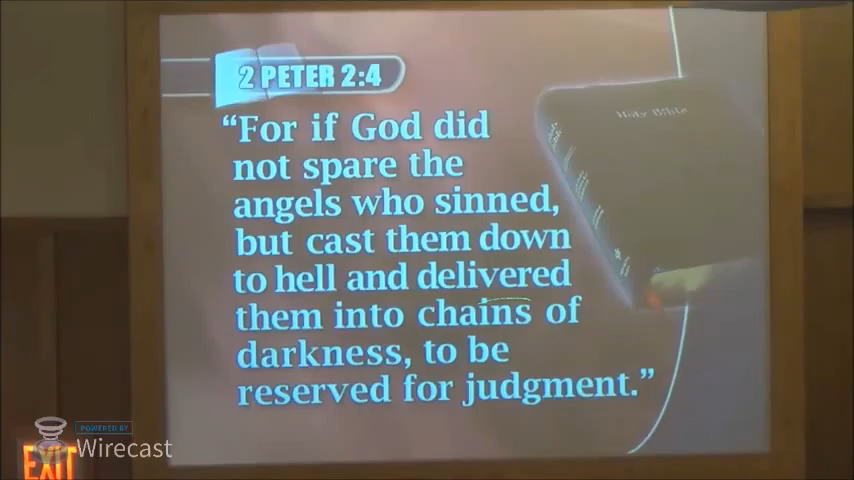 2 PETER 2:4
“For if God did
not spare the
angels who sinned,
but cast them down
to hell and delivered
them into chains of
darkness, to be
reserved for judgment.”
Holy Bible
POWERED BY
Wirecast
EXIT